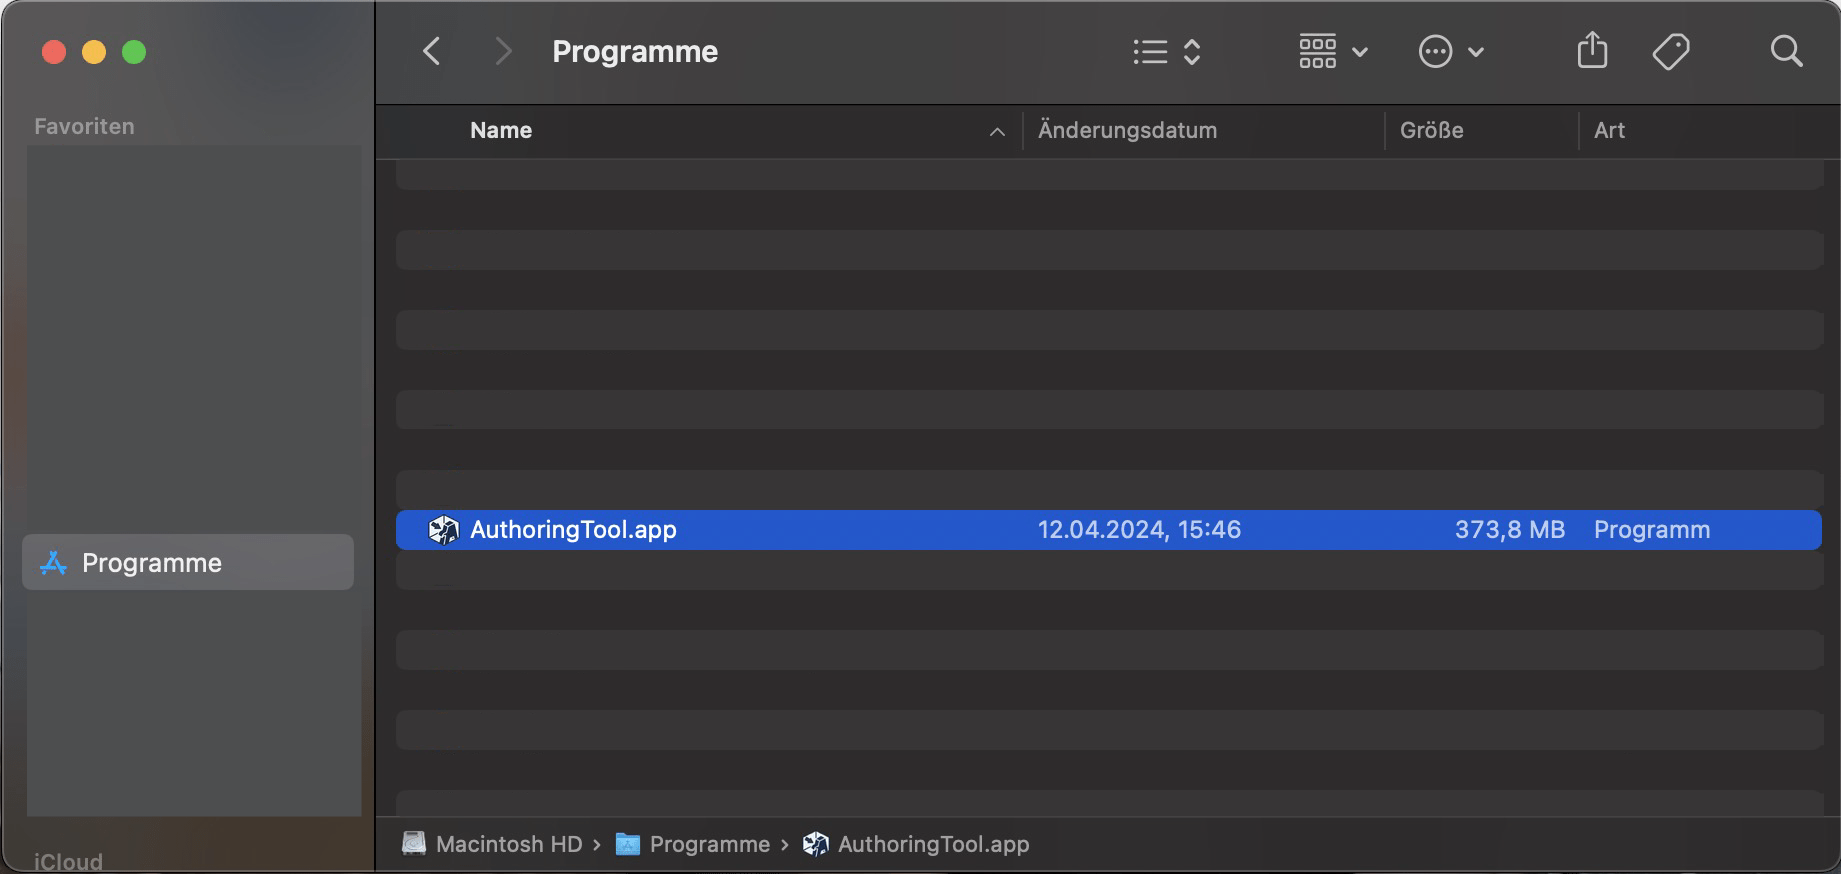 Programme
Favoriten
Name Änderungsdatum Größe Art
AuthoringTool.app 12.04.2024, 15:46 373,8 MB Programm
Programme
Macintosh HD › Programme › AuthoringTool.app
iCloud